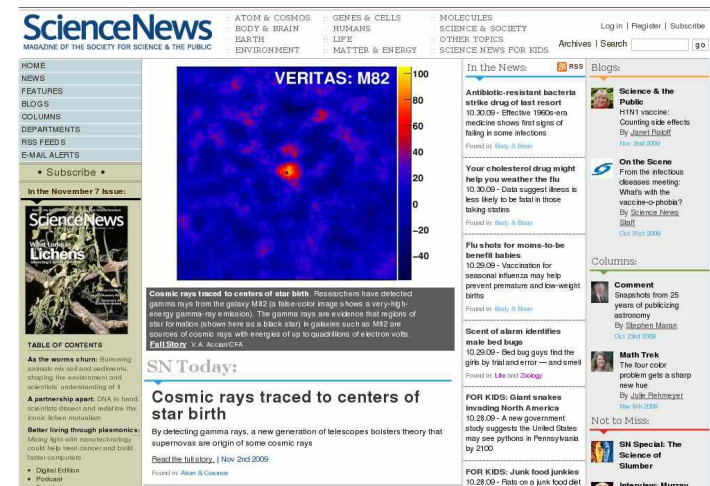 ScienceNews
MAGAZINE OF THE SOCIETY FOR SCIENCE & THE PUBLIC
ATOM & COSMOS
BODY & BRAIN
EARTH
ENVIRONMENT
GENES & CELLS
HUMANS
LIFE
MATTER & ENERGY
MOLECULES
SCIENCE & SOCIETY
OTHER TOPICS
SCIENCE NEWS FOR KIDS
Log in | Register | Subscribe
Archives | Search
go
HOME
NEWS
FEATURES
BLOGS
COLUMNS
DEPARTMENTS
RSS FEEDS
E-MAIL ALERTS
• Subscribe •
In the November 7 Issue:
ScienceNews
What Lurks in
Lichens
TABLE OF CONTENTS
As the worms churn: Burrowing
animals mix soil and sediments,
shaping the environment and
scientists' understanding of it
A partnership apart: DNA in hand,
scientists dissect and redefine the
iconic lichen mutualism
Better living through plasmonics:
Mixing light with nanotechnology
could help treat cancer and build
faster computers
• Digital Edition
• Podcast
VERITAS: M82
100
80
60
40
20
0
−20
−40
Cosmic rays traced to centers of star birth. Researchers have detected
gamma rays from the galaxy M82 (a false-color image shows a very-high-
energy gamma-ray emission). The gamma rays are evidence that regions of
star formation (shown here as a black star) in galaxies such as M82 are
sources of cosmic rays with energies of up to quadrillions of electron volts.
Full Story V.A. Acciari/CFA
SN Today:
Cosmic rays traced to centers of
star birth
By detecting gamma rays, a new generation of telescopes bolsters theory that
supernovas are origin of some cosmic rays
Read the full story. | Nov 2nd 2009
Found in: Atom & Cosmos
In the News:
RSS
Antibiotic-resistant bacteria
strike drug of last resort
10.30.09 - Effective 1960s-era
medicine shows first signs of
failing in some infections
Found in: Body & Brain
Your cholesterol drug might
help you weather the flu
10.30.09 - Data suggest illness is
less likely to be fatal in those
taking statins
Found in: Body & Brain
Flu shots for moms-to-be
benefit babies
10.29.09 - Vaccination for
seasonal influenza may help
prevent premature and low-weight
births
Found in: Body & Brain
Scent of alarm identifies
male bed bugs
10.29.09 - Bed bug guys find the
girls by trial and error — and smell
Found in: Life and Zoology
FOR KIDS: Giant snakes
invading North America
10.28.09 - A new government
study suggests the United States
may see pythons in Pennsylvania
by 2100
FOR KIDS: Junk food junkies
10.28.09 - Rats on a junk food diet
Blogs:
Science & the
Public
H1N1 vaccine:
Counting side effects
By Janet Raloff
Nov 2nd 2009
On the Scene
From the infectious
diseases meeting:
What's with the
vaccine-o-phobia?
By Science News
Staff
Oct 31st 2009
Columns:
Comment
Snapshots from 25
years of publicizing
astronomy
By Stephen Maran
Oct 23rd 2009
Math Trek
The four color
problem gets a sharp
new hue
By Julie Rehmeyer
Mar 6th 2009
Not to Miss:
SN Special: The
Science of
Slumber
Interview: Murray